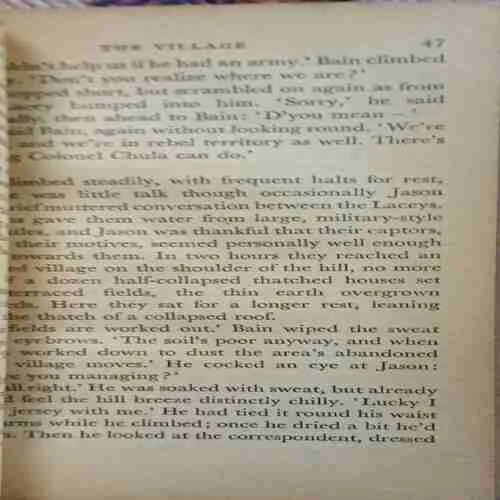 THE VILLAGE 47
help us if he had an army.' Bain climbed
'Don't you realize where we are?'
short, but scrambled on again as from
bumped into him. 'Sorry,' he said
then ahead to Bain: 'D'you mean –'
Bain, again without looking round. 'We're
and we're in rebel territory as well. There's
Colonel Chula can do.'
steadily, with frequent halts for rest,
was little talk though occasionally Jason
muttered conversation between the Laceys.
gave them water from large, military-style
and Jason was thankful that their captors,
their motives, seemed personally well enough
towards them. In two hours they reached an
village on the shoulder of the hill, no more
a dozen half-collapsed thatched houses set
terraced fields, the thin earth overgrown
Here they sat for a longer rest, leaning
the thatch of a collapsed roof.
fields are worked out.' Bain wiped the sweat
eyebrows. 'The soil's poor anyway, and when
worked down to dust the area's abandoned
village moves.' He cocked an eye at Jason:
you managing?'
all right.' He was soaked with sweat, but already
feel the hill breeze distinctly chilly. 'Lucky I
jersey with me.' He had tied it round his waist
arms while he climbed; once he dried a bit he'd
Then he looked at the correspondent, dressed